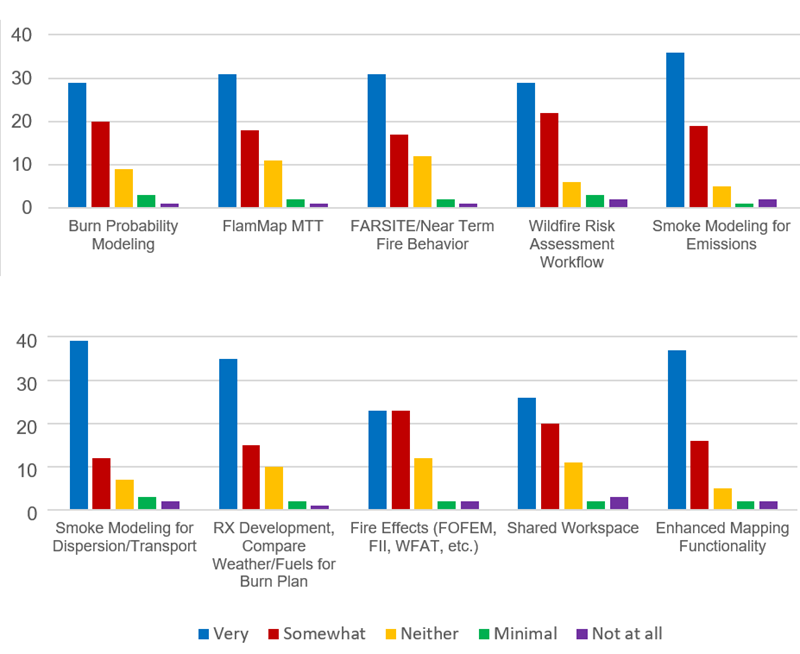 40
30
20
10
0
Burn Probability
Modeling
FlamMap MTT
FARSITE/Near Term
Fire Behavior
Wildfire Risk
Assessment
Workflow
Smoke Modeling for
Emissions
40
30
20
10
0
Smoke Modeling for
Dispersion/Transport
RX Development,
Compare
Weather/Fuels for
Burn Plan
Fire Effects (FOFEM,
FII, WFAT, etc.)
Shared Workspace
Enhanced Mapping
Functionality
Very Somewhat Neither Minimal Not at all